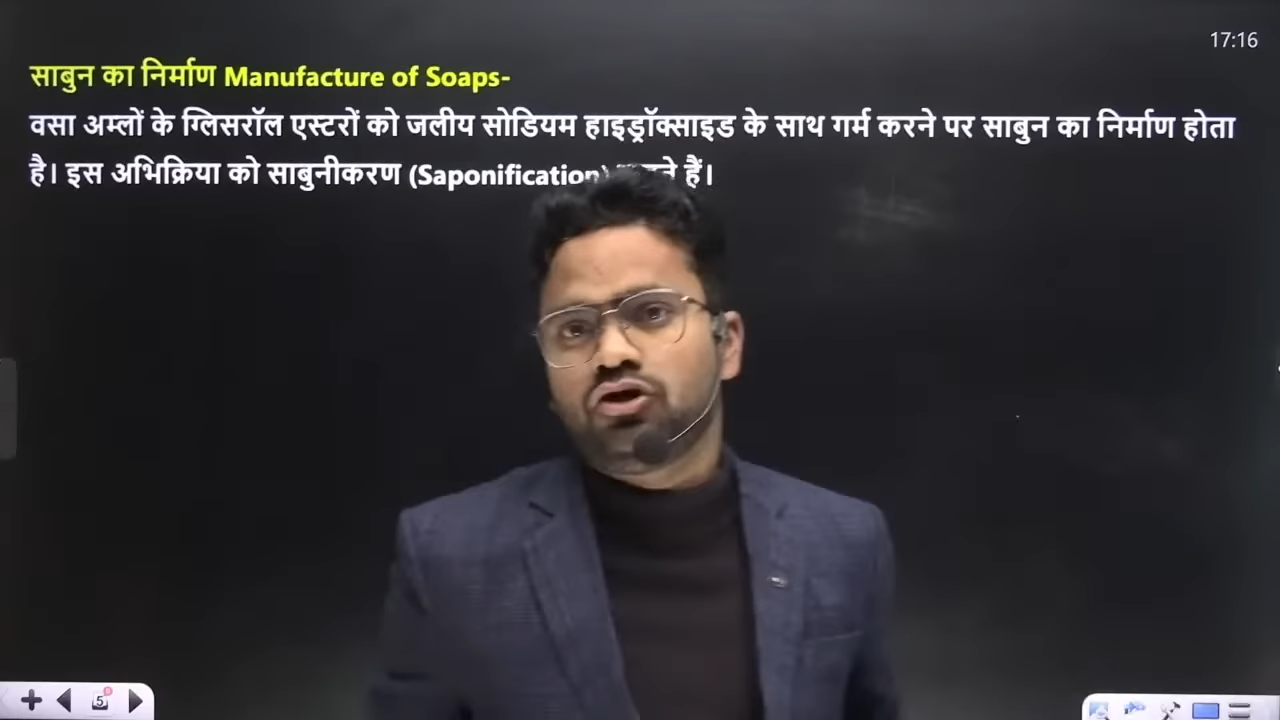 17:16
साबुन का निर्माण Manufacture of Soaps-
वसा अम्लों के ग्लिसरॉल एस्टरों को जलीय सोडियम हाइड्रॉक्साइड के साथ गर्म करने पर साबुन का निर्माण होता
है। इस अभिक्रिया को साबुनीकरण (Saponification) हैं।
5